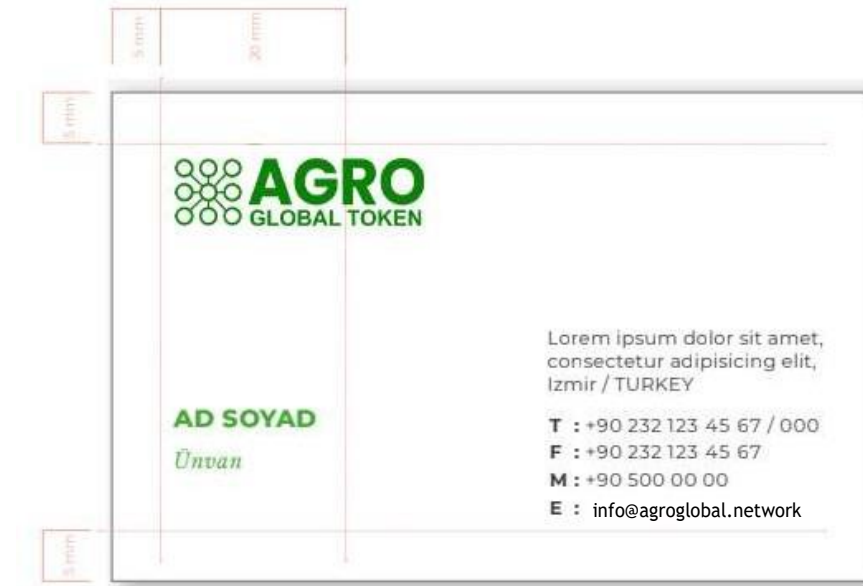 5 mm
20 mm
5 mm
AGRO
GLOBAL TOKEN
Lorem ipsum dolor sit amet,
consectetur adipisicing elit,
Izmir / TURKEY
AD SOYAD
Ünvan
T : +90 232 123 45 67 / 000
F : +90 232 123 45 67
M : +90 500 00 00
E : info@agroglobal.network
5 mm